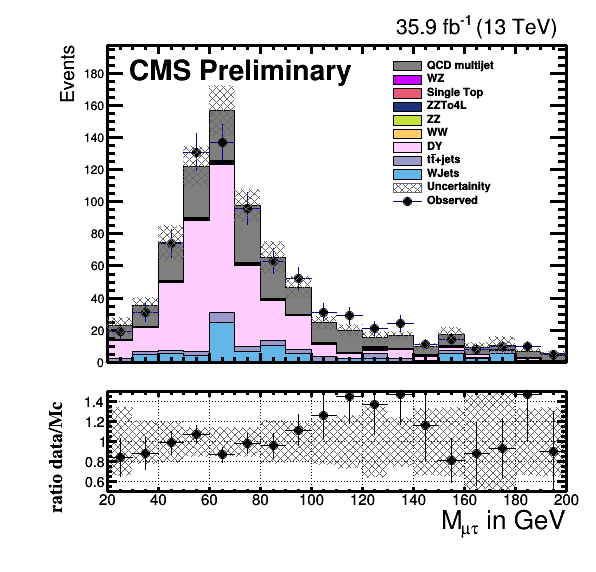 35.9 fb⁻¹ (13 TeV)
CMS Preliminary
Events
QCD multijet
WZ
Single Top
ZZTo4L
ZZ
WW
DY
tt̄+jets
WJets
Uncertainity
Observed
180
160
140
120
100
80
60
40
20
0
ratio data/Mc
1.4
1.2
1
0.8
0.6
20 40 60 80 100 120 140 160 180 200
M_μτ in GeV